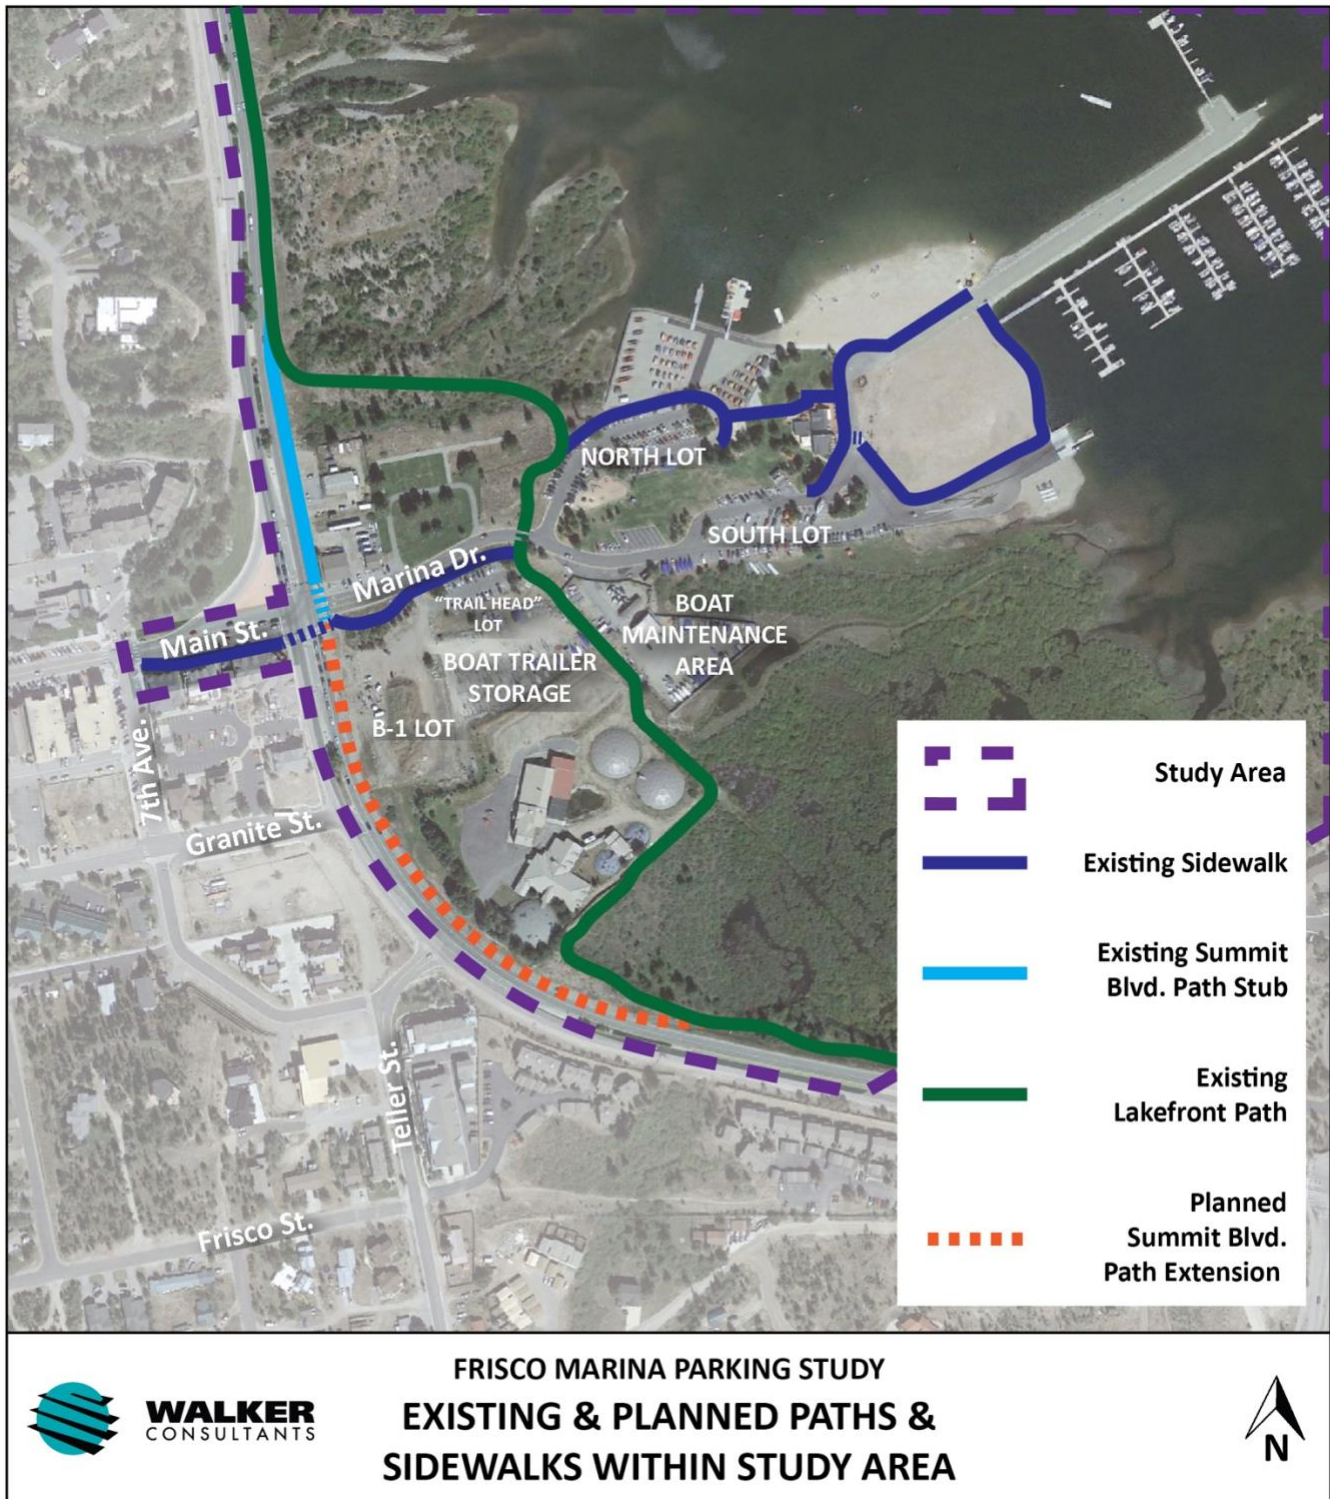 NORTH LOT
SOUTH LOT
Marina Dr.
"TRAIL HEAD"
LOT
BOAT
MAINTENANCE
AREA
Main St.
BOAT TRAILER
STORAGE
B-1 LOT
7th Ave.
Granite St.
Teller St.
Frisco St.
Study Area
Existing Sidewalk
Existing Summit
Blvd. Path Stub
Existing
Lakefront Path
Planned
Summit Blvd.
Path Extension
WALKER
CONSULTANTS
FRISCO MARINA PARKING STUDY
EXISTING & PLANNED PATHS &
SIDEWALKS WITHIN STUDY AREA
N